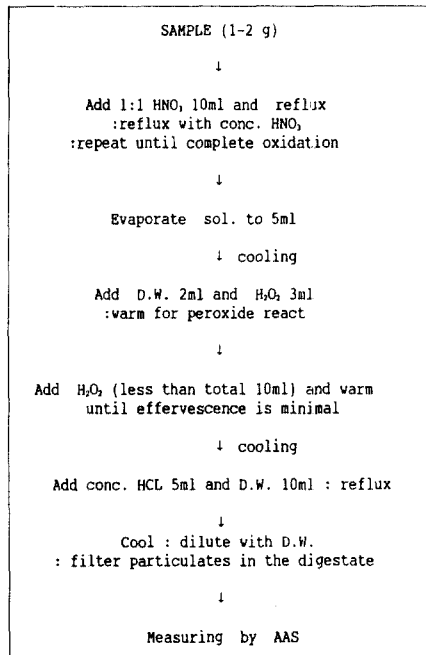 SAMPLE (1-2 g)
↓
Add 1:1 HNO₃ 10ml and reflux
:reflux with conc. HNO₃
:repeat until complete oxidation
↓
Evaporate sol. to 5ml
↓ cooling
Add D.W. 2ml and H₂O₂ 3ml
:warm for peroxide react
↓
Add H₂O₂ (less than total 10ml) and warm
until effervescence is minimal
↓ cooling
Add conc. HCL 5ml and D.W. 10ml : reflux
↓
Cool : dilute with D.W.
: filter particulates in the digestate
↓
Measuring by AAS